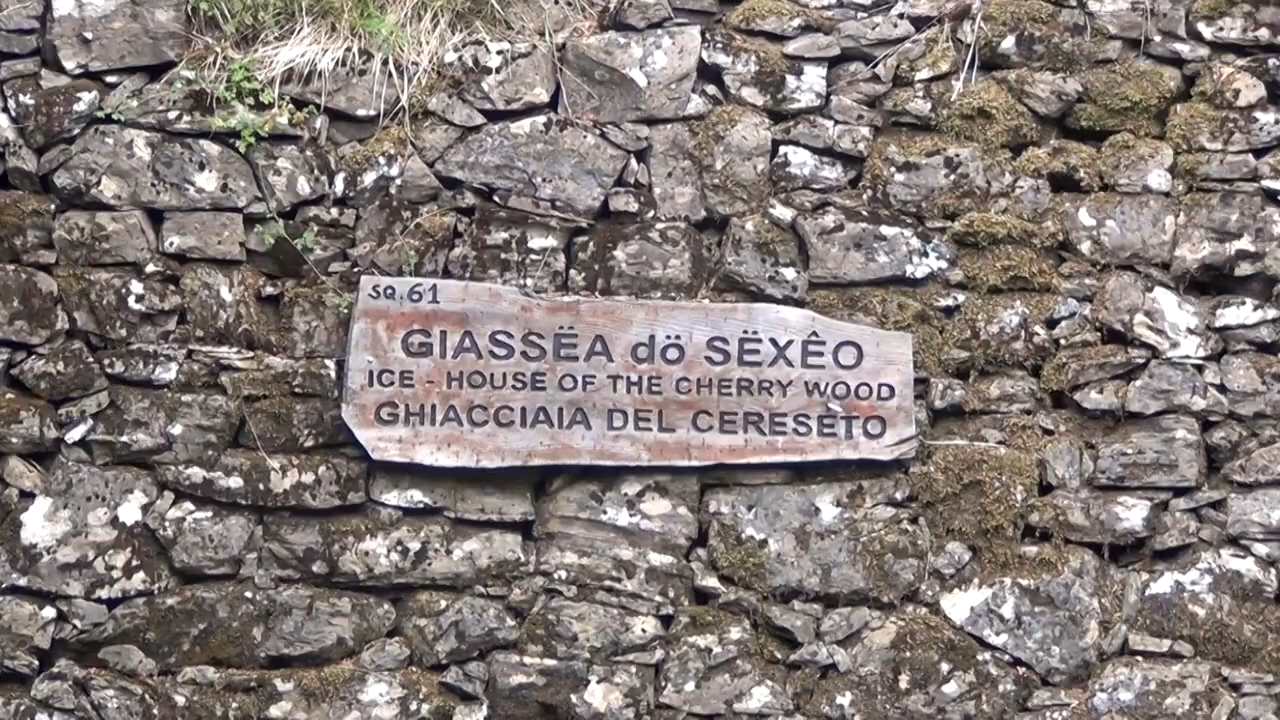 SQ.61
GIASSËA dö SËXÊO
ICE - HOUSE OF THE CHERRY WOOD
GHIACCIAIA DEL CERESETO